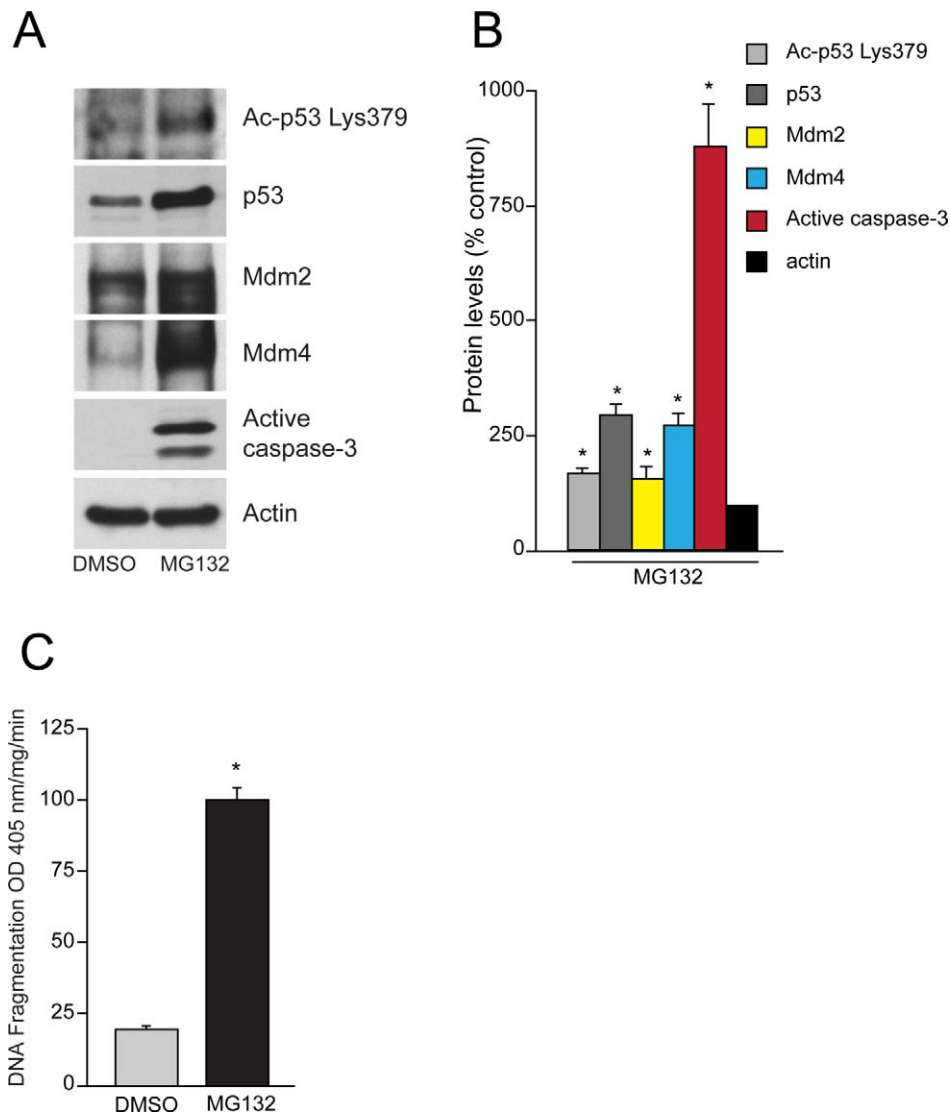 A
Ac-p53 Lys379
p53
Mdm2
Mdm4
Active
caspase-3
Actin
DMSO MG132
B
Ac-p53 Lys379
p53
Mdm2
Mdm4
Active caspase-3
actin
Protein levels (% control)
1000
750
500
250
0
* * * * *
MG132
C
DNA Fragmentation OD 405 nm/mg/min
125
100
75
50
25
0
*
DMSO MG132